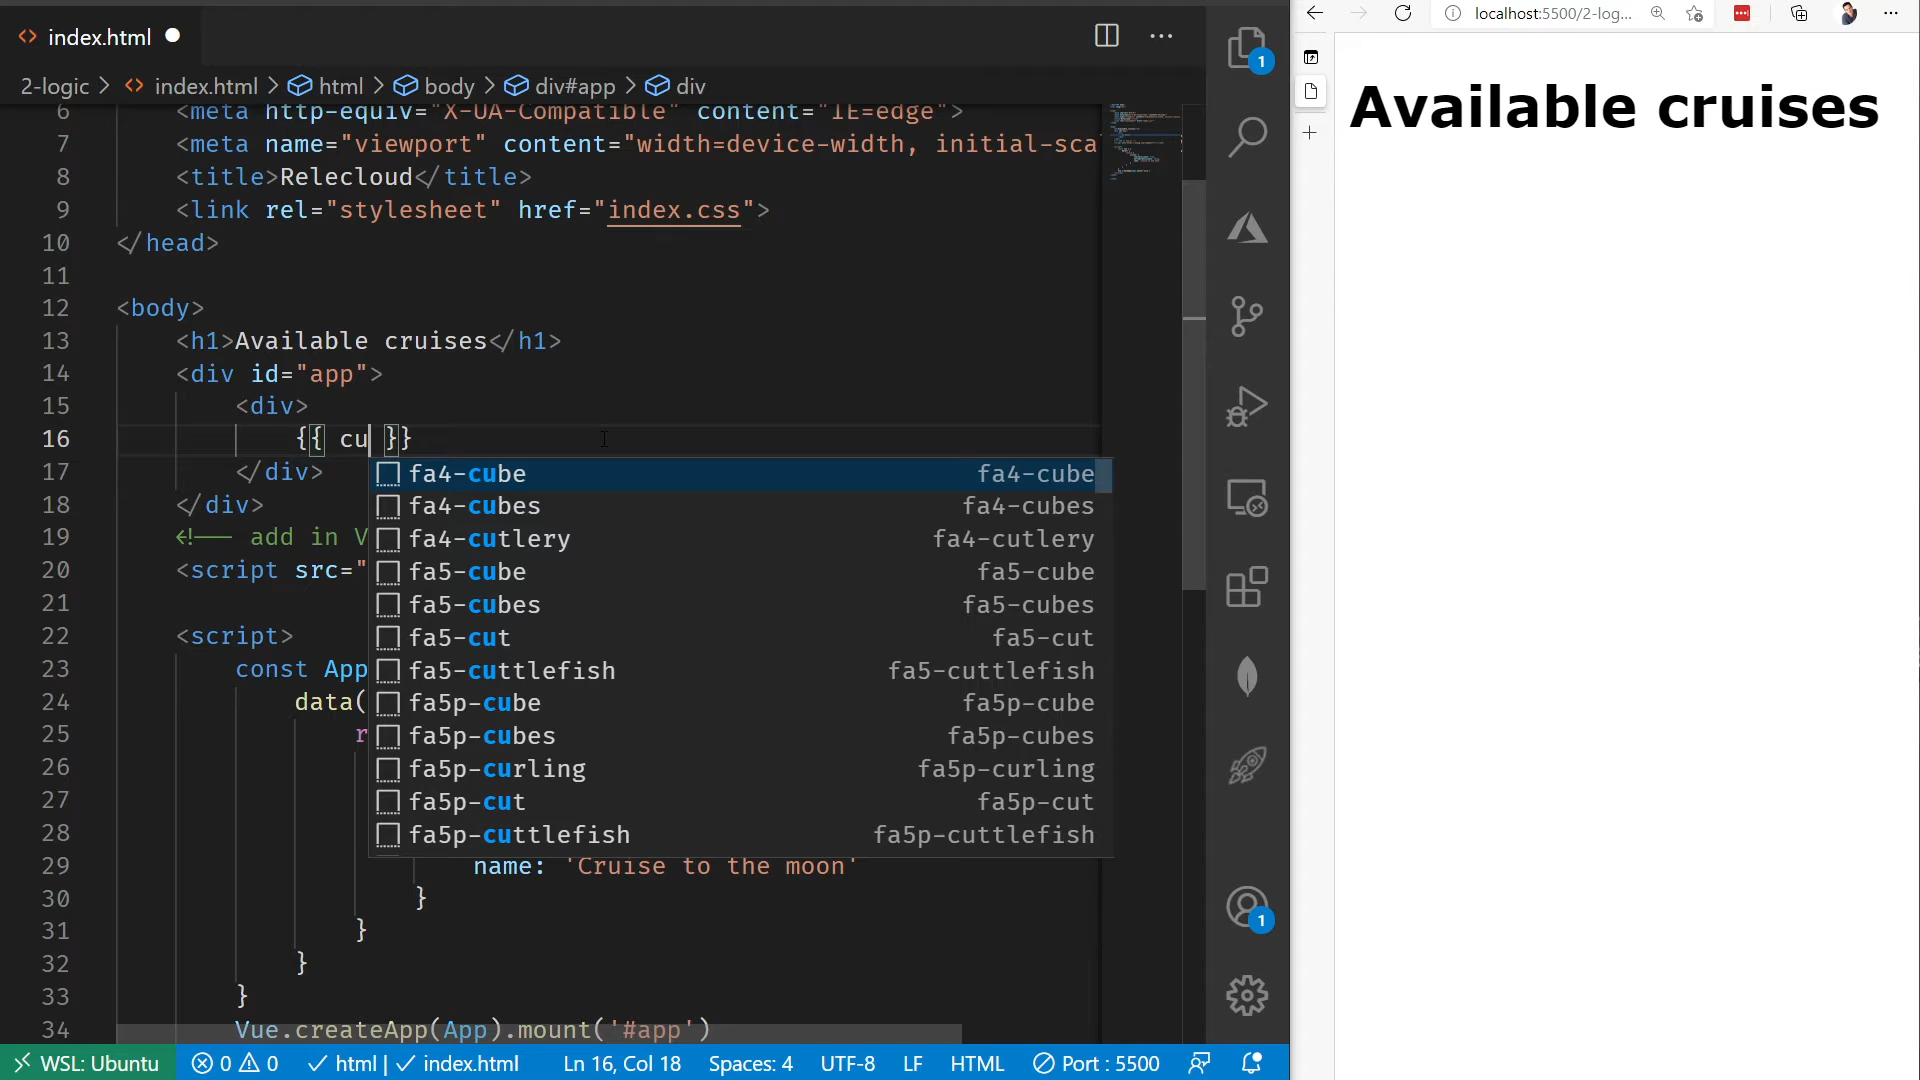 index.html
2-logic > index.html > html > body > div#app > div
6 <meta http-equiv="X-UA-Compatible" content="IE=edge">
7 <meta name="viewport" content="width=device-width, initial-sca
8 <title>Relecloud</title>
9 <link rel="stylesheet" href="index.css">
10 </head>
11
12 <body>
13 <h1>Available cruises</h1>
14 <div id="app">
15 <div>
16 {{ cu }}
17 </div>
18 </div>
19 <!-- add in V
20 <script src="
21
22 <script>
23 const App
24 data(
25 r
26
27
28
29 name: 'Cruise to the moon'
30 }
31 }
32 }
33 }
34 Vue.createApp(App).mount('#app')
fa4-cube fa4-cube
fa4-cubes fa4-cubes
fa4-cutlery fa4-cutlery
fa5-cube fa5-cube
fa5-cubes fa5-cubes
fa5-cut fa5-cut
fa5-cuttlefish fa5-cuttlefish
fa5p-cube fa5p-cube
fa5p-cubes fa5p-cubes
fa5p-curling fa5p-curling
fa5p-cut fa5p-cut
fa5p-cuttlefish fa5p-cuttlefish
1
1
WSL: Ubuntu 0 0 html | index.html Ln 16, Col 18 Spaces: 4 UTF-8 LF HTML Port : 5500
localhost:5500/2-log...
Available cruises